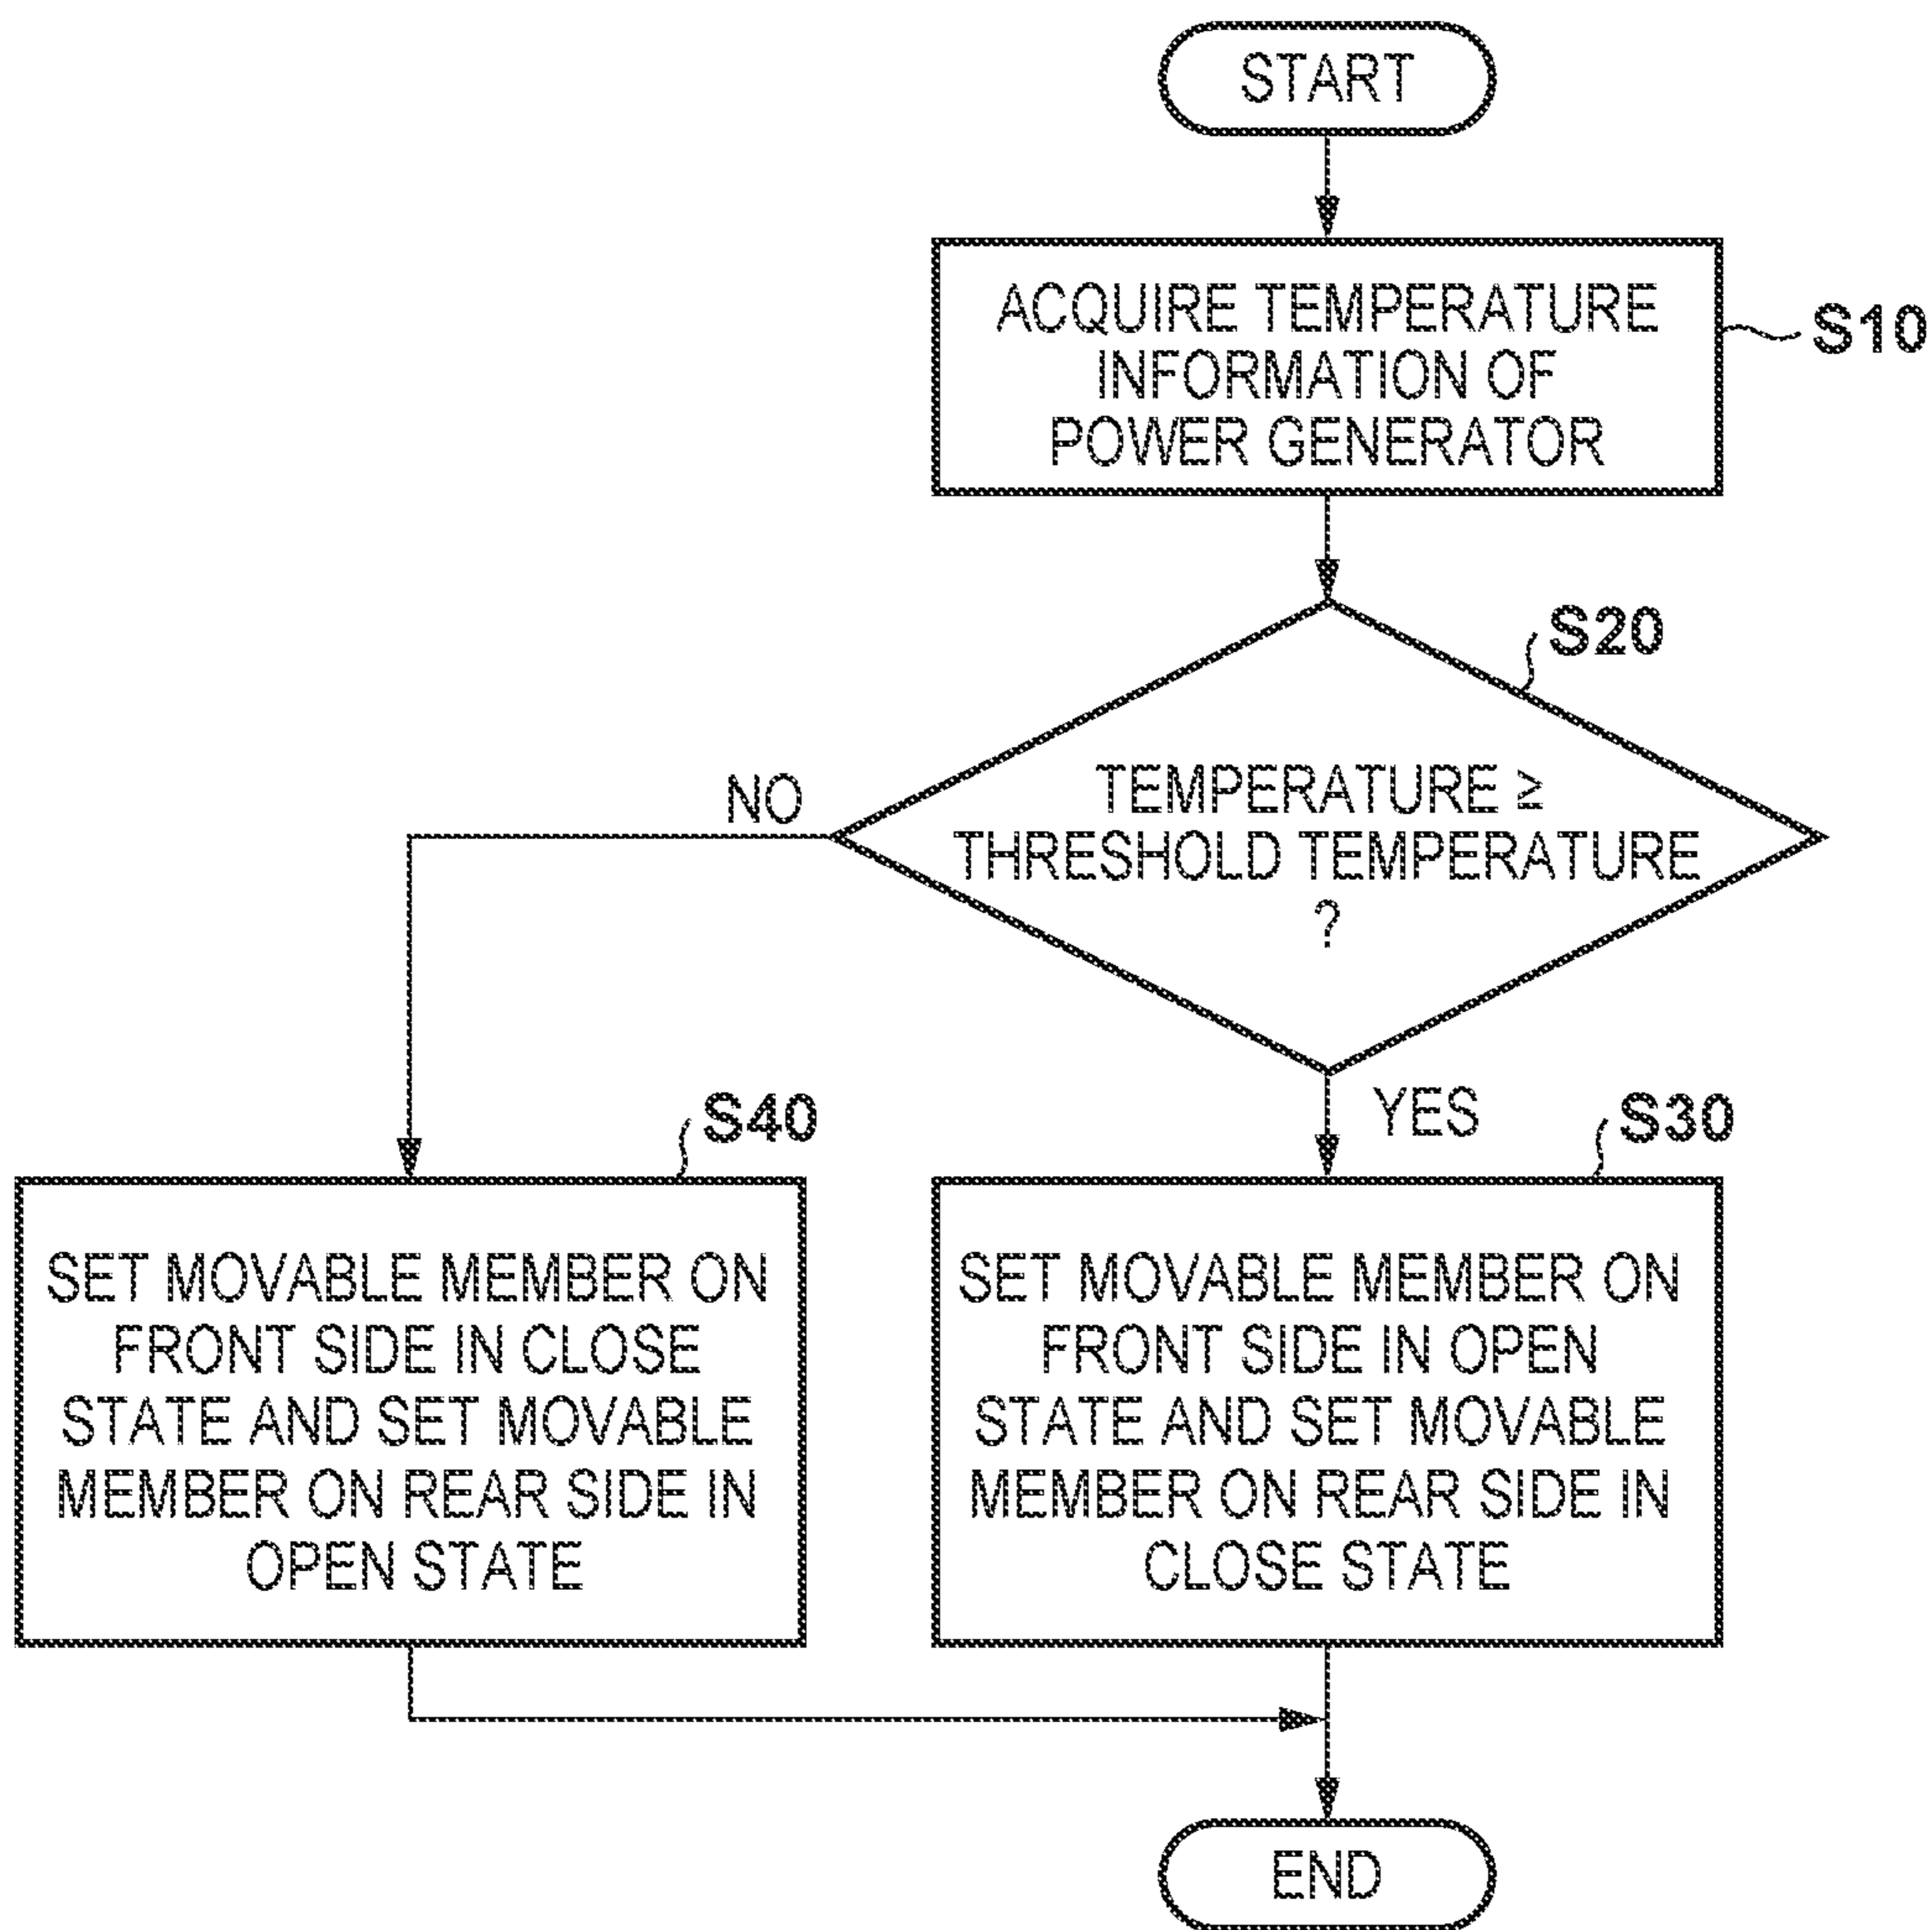 START
ACQUIRE TEMPERATURE
INFORMATION OF
POWER GENERATOR
S10
S20
TEMPERATURE ≥
THRESHOLD TEMPERATURE
?
NO
YES
S40
SET MOVABLE MEMBER ON
FRONT SIDE IN CLOSE
STATE AND SET MOVABLE
MEMBER ON REAR SIDE IN
OPEN STATE
S30
SET MOVABLE MEMBER ON
FRONT SIDE IN OPEN
STATE AND SET MOVABLE
MEMBER ON REAR SIDE IN
CLOSE STATE
END